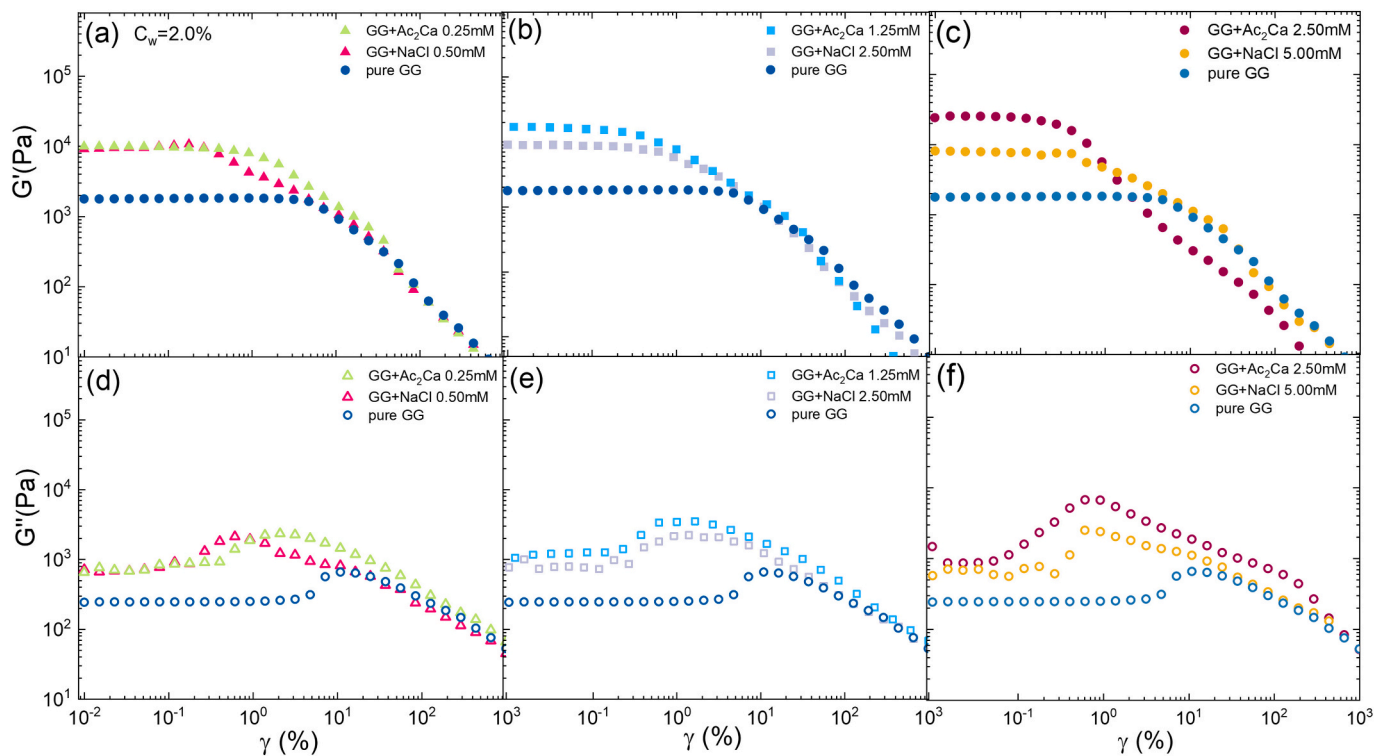 (a) C_w=2.0%
GG+Ac₂Ca 0.25mM
GG+NaCl 0.50mM
pure GG
(b)
GG+Ac₂Ca 1.25mM
GG+NaCl 2.50mM
pure GG
(c)
GG+Ac₂Ca 2.50mM
GG+NaCl 5.00mM
pure GG
G'(Pa)
10⁵
10⁴
10³
10²
10¹
(d)
GG+Ac₂Ca 0.25mM
GG+NaCl 0.50mM
pure GG
(e)
GG+Ac₂Ca 1.25mM
GG+NaCl 2.50mM
pure GG
(f)
GG+Ac₂Ca 2.50mM
GG+NaCl 5.00mM
pure GG
G"(Pa)
10⁵
10⁴
10³
10²
10¹
10⁻² 10⁻¹ 10⁰ 10¹ 10² 10³ 10⁻¹ 10⁰ 10¹ 10² 10³ 10⁻¹ 10⁰ 10¹ 10² 10³
γ (%) γ (%) γ (%)